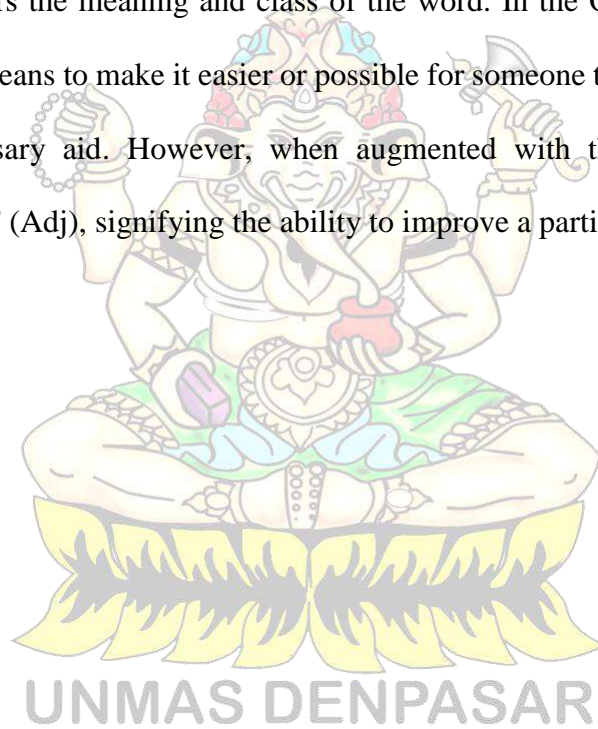 rs the meaning and class of the word. In the
eans to make it easier or possible for someone
sary aid. However, when augmented with
(Adj), signifying the ability to improve a
UNMAS DENPASAR